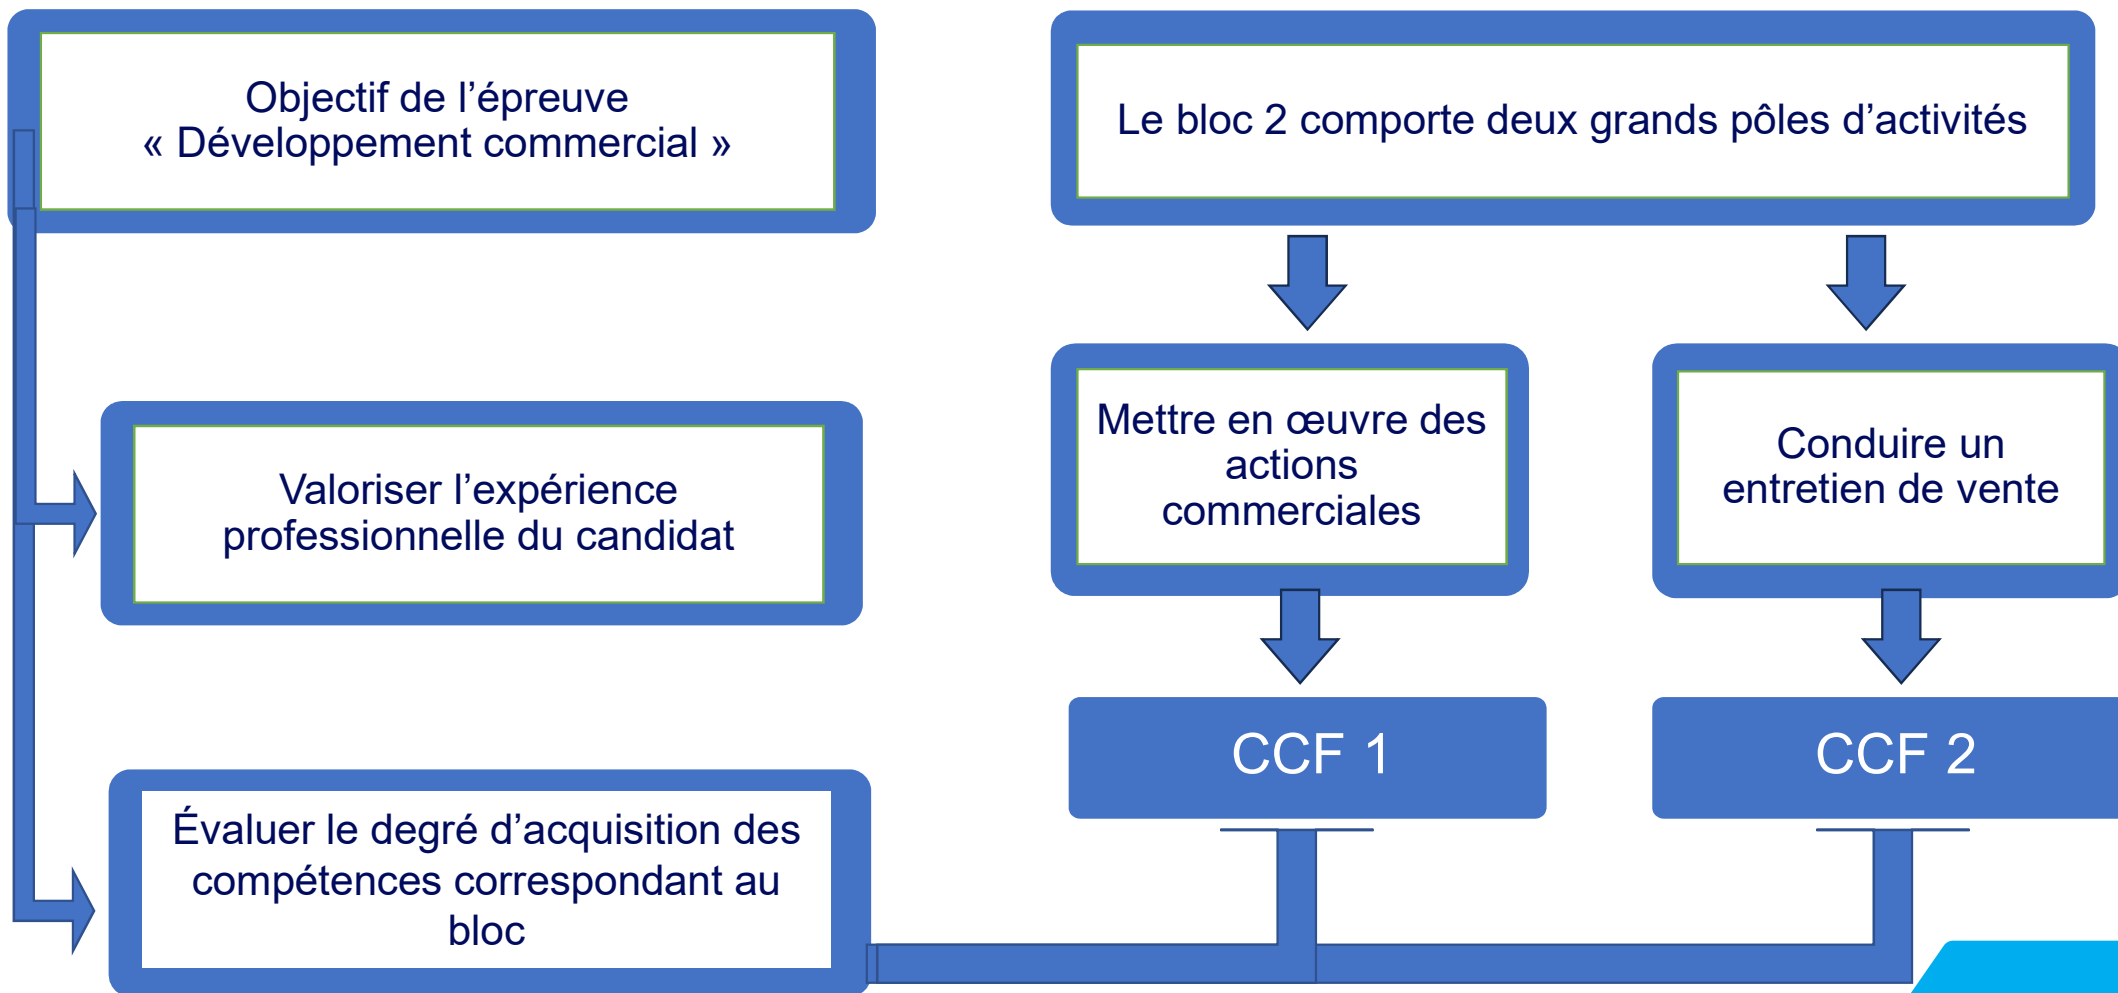 Objectif de l’épreuve
« Développement commercial »
Valoriser l’expérience
professionnelle du candidat
Évaluer le degré d’acquisition des
compétences correspondant au
bloc
Le bloc 2 comporte deux grands pôles d’activités
Mettre en œuvre des
actions
commerciales
Conduire un
entretien de vente
CCF 1
CCF 2